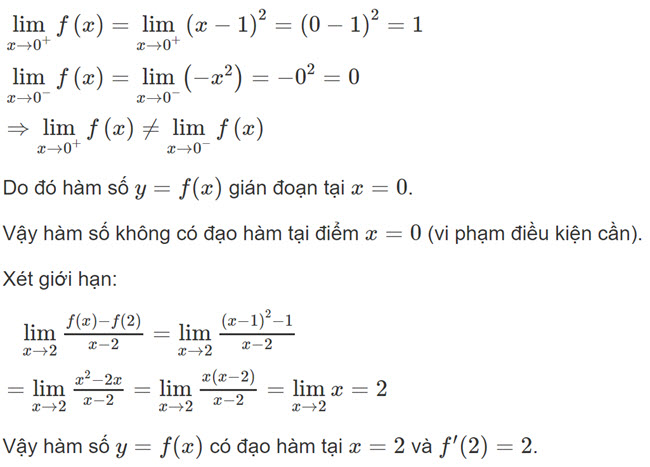 lim_{x→0⁺} f(x) = lim_{x→0⁺} (x − 1)² = (0 − 1)² = 1
lim_{x→0⁻} f(x) = lim_{x→0⁻} (−x²) = −0² = 0
⇒ lim_{x→0⁺} f(x) ≠ lim_{x→0⁻} f(x)
Do đó hàm số y = f(x) gián đoạn tại x = 0.
Vậy hàm số không có đạo hàm tại điểm x = 0 (vi phạm điều kiện cần).
Xét giới hạn:
lim_{x→2} (f(x)−f(2))/(x−2) = lim_{x→2} ((x−1)²−1)/(x−2)
= lim_{x→2} (x²−2x)/(x−2) = lim_{x→2} (x(x−2))/(x−2) = lim_{x→2} x = 2
Vậy hàm số y = f(x) có đạo hàm tại x = 2 và f′(2) = 2.